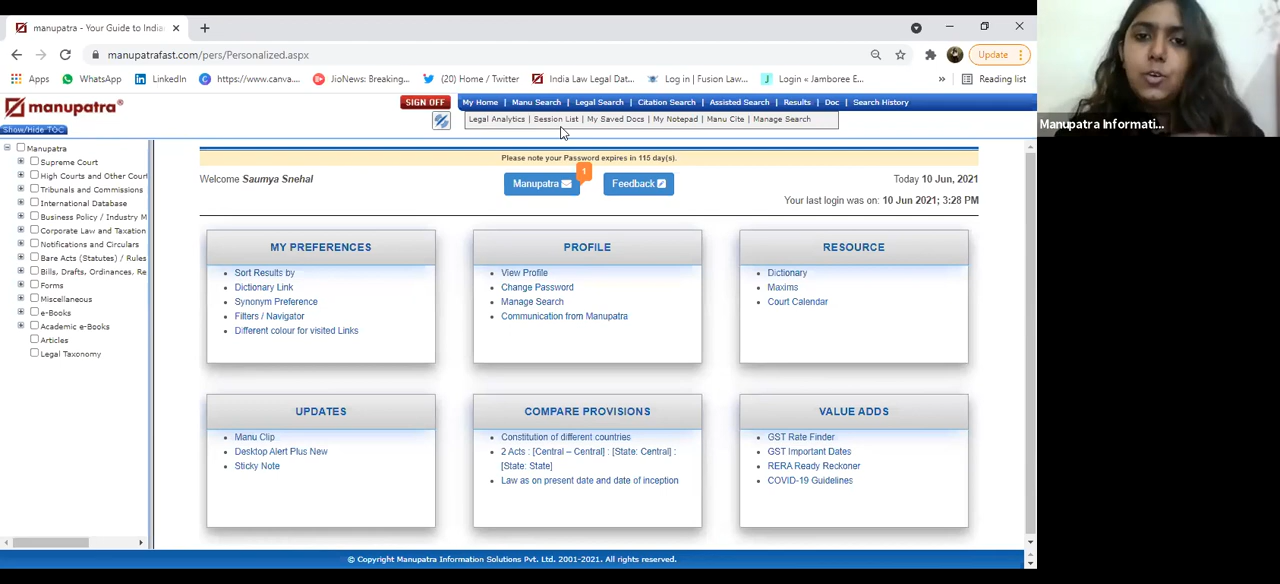 manupatra - Your Guide to India
manupatrafast.com/pers/Personalized.aspx
Update
Apps WhatsApp LinkedIn https://www.canva.... JioNews: Breaking... (20) Home / Twitter India Law Legal Dat... Log in | Fusion Law... Login « Jamboree E... » Reading list
manupatra®
SIGN OFF
My Home | Manu Search | Legal Search | Citation Search | Assisted Search | Results | Doc | Search History
Legal Analytics | Session List | My Saved Docs | My Notepad | Manu Cite | Manage Search
Show/Hide TOC
Manupatra Informati...
Manupatra
Supreme Court
High Courts and Other Cour
Tribunals and Commissions
International Database
Business Policy / Industry M
Corporate Law and Taxation
Notifications and Circulars
Bare Acts (Statutes) / Rules
Bills, Drafts, Ordinances, Re
Forms
Miscellaneous
e-Books
Academic e-Books
Articles
Legal Taxonomy
Please note your Password expires in 115 day(s).
Welcome Saumya Snehal
Manupatra
1
Feedback
Today 10 Jun, 2021
Your last login was on: 10 Jun 2021; 3:28 PM
MY PREFERENCES
Sort Results by
Dictionary Link
Synonym Preference
Filters / Navigator
Different colour for visited Links
PROFILE
View Profile
Change Password
Manage Search
Communication from Manupatra
RESOURCE
Dictionary
Maxims
Court Calendar
UPDATES
Manu Clip
Desktop Alert Plus New
Sticky Note
COMPARE PROVISIONS
Constitution of different countries
2 Acts : [Central – Central] : [State: Central] :
[State: State]
Law as on present date and date of inception
VALUE ADDS
GST Rate Finder
GST Important Dates
RERA Ready Reckoner
COVID-19 Guidelines
© Copyright Manupatra Information Solutions Pvt. Ltd. 2001-2021. All rights reserved.